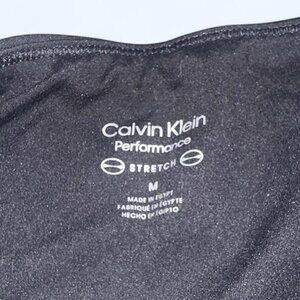 Calvin Klein
Performance
STRETCH
M
MADE IN EGYPT
FABRIQUÉ EN ÉGYPTE
HECHO EN EGIPTO